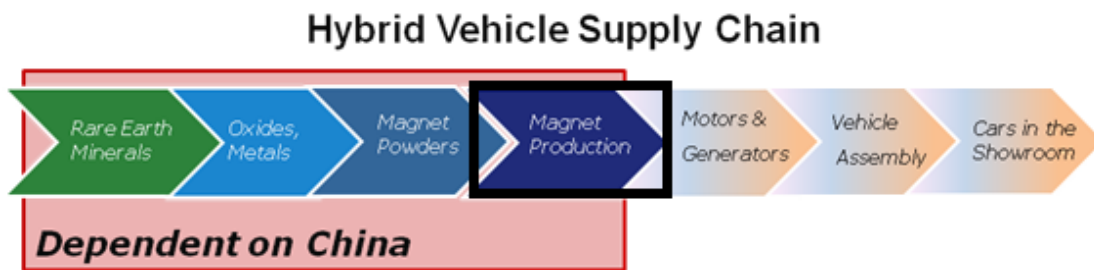 Hybrid Vehicle Supply Chain
Rare Earth
Minerals
Oxides,
Metals
Magnet
Powders
Magnet
Production
Motors &
Generators
Vehicle
Assembly
Cars in the
Showroom
Dependent on China